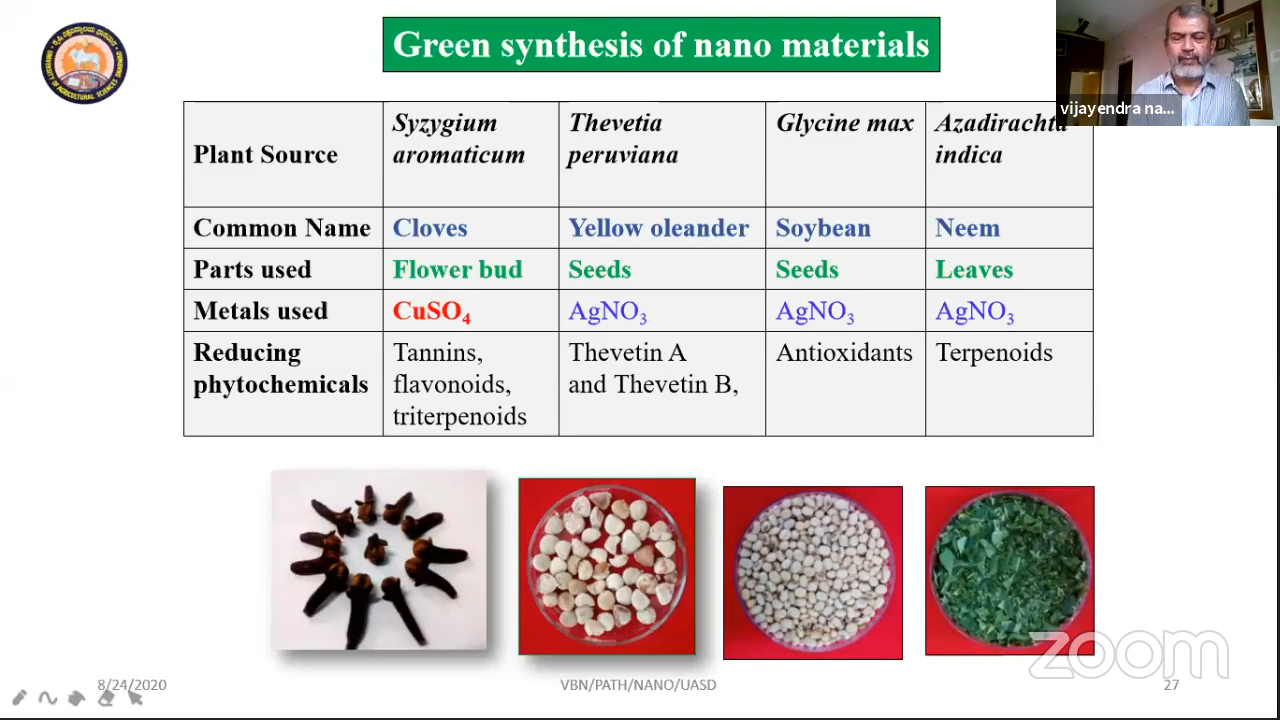 Green synthesis of nano materials
vijayendra na...
Plant Source
Syzygium
aromaticum
Thevetia
peruviana
Glycine max
Azadirachta
indica
Common Name
Cloves
Yellow oleander
Soybean
Neem
Parts used
Flower bud
Seeds
Seeds
Leaves
Metals used
CuSO₄
AgNO₃
AgNO₃
AgNO₃
Reducing
phytochemicals
Tannins,
flavonoids,
triterpenoids
Thevetin A
and Thevetin B,
Antioxidants
Terpenoids
zoom
8/24/2020
VBN/PATH/NANO/UASD
27